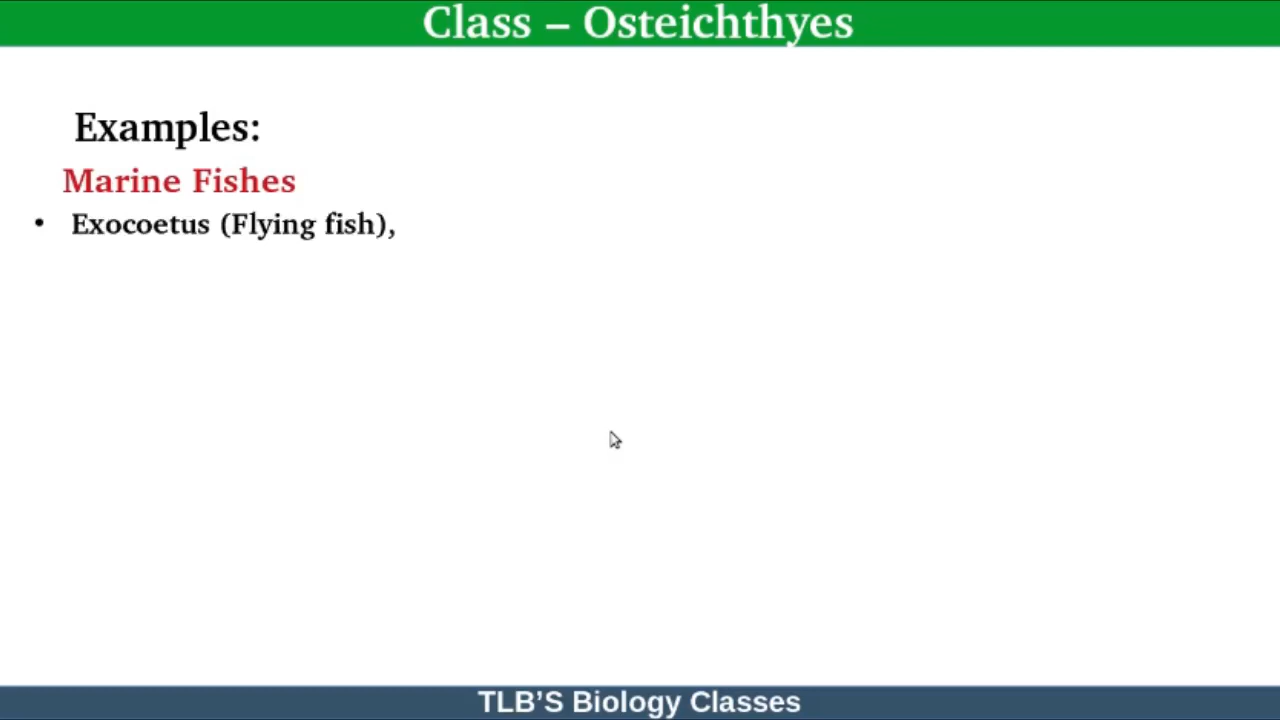 Class – Osteichthyes
Examples:
Marine Fishes
• Exocoetus (Flying fish),
TLB’S Biology Classes